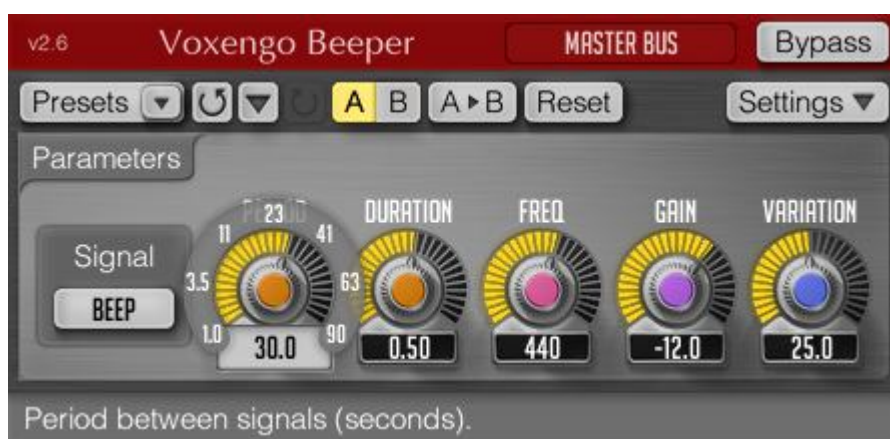 v2.6 Voxengo Beeper MASTER BUS Bypass
Presets A B A▸B Reset Settings
Parameters
23 DURATION FREQ GAIN VARIATION
11 41
Signal
3.5 63
BEEP
1.0 90
30.0 0.50 440 -12.0 25.0
Period between signals (seconds).